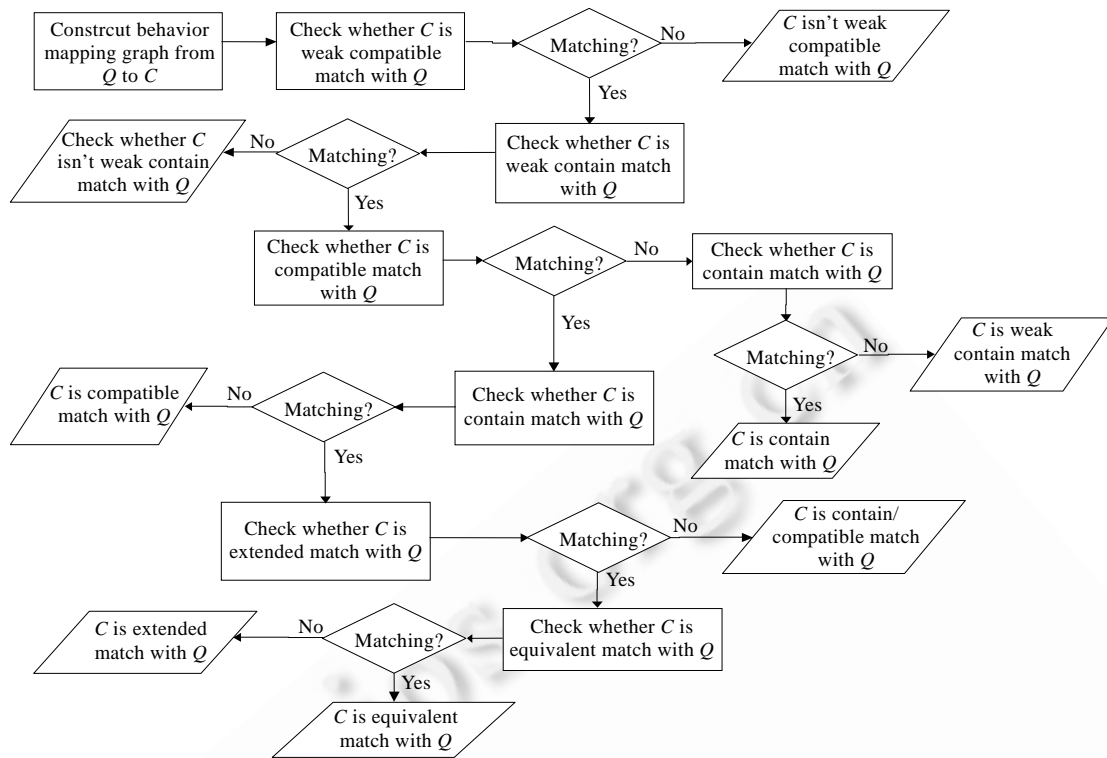 Constrcut behavior
mapping graph from
Q to C
Check whether C is
weak compatible
match with Q
Matching?
No
C isn't weak
compatible
match with Q
Yes
Check whether C
isn't weak contain
match with Q
No
Matching?
Check whether C is
weak contain match
with Q
Yes
Check whether C is
compatible match
with Q
Matching?
No
Check whether C is
contain match with Q
Yes
Matching?
No
C is weak
contain match
with Q
Yes
C is contain
match with Q
C is compatible
match with Q
No
Matching?
Check whether C is
contain match with Q
Yes
Check whether C is
extended match with Q
Matching?
No
C is contain/
compatible match
with Q
Yes
C is extended
match with Q
No
Matching?
Check whether C is
equivalent match with Q
Yes
C is equivalent
match with Q